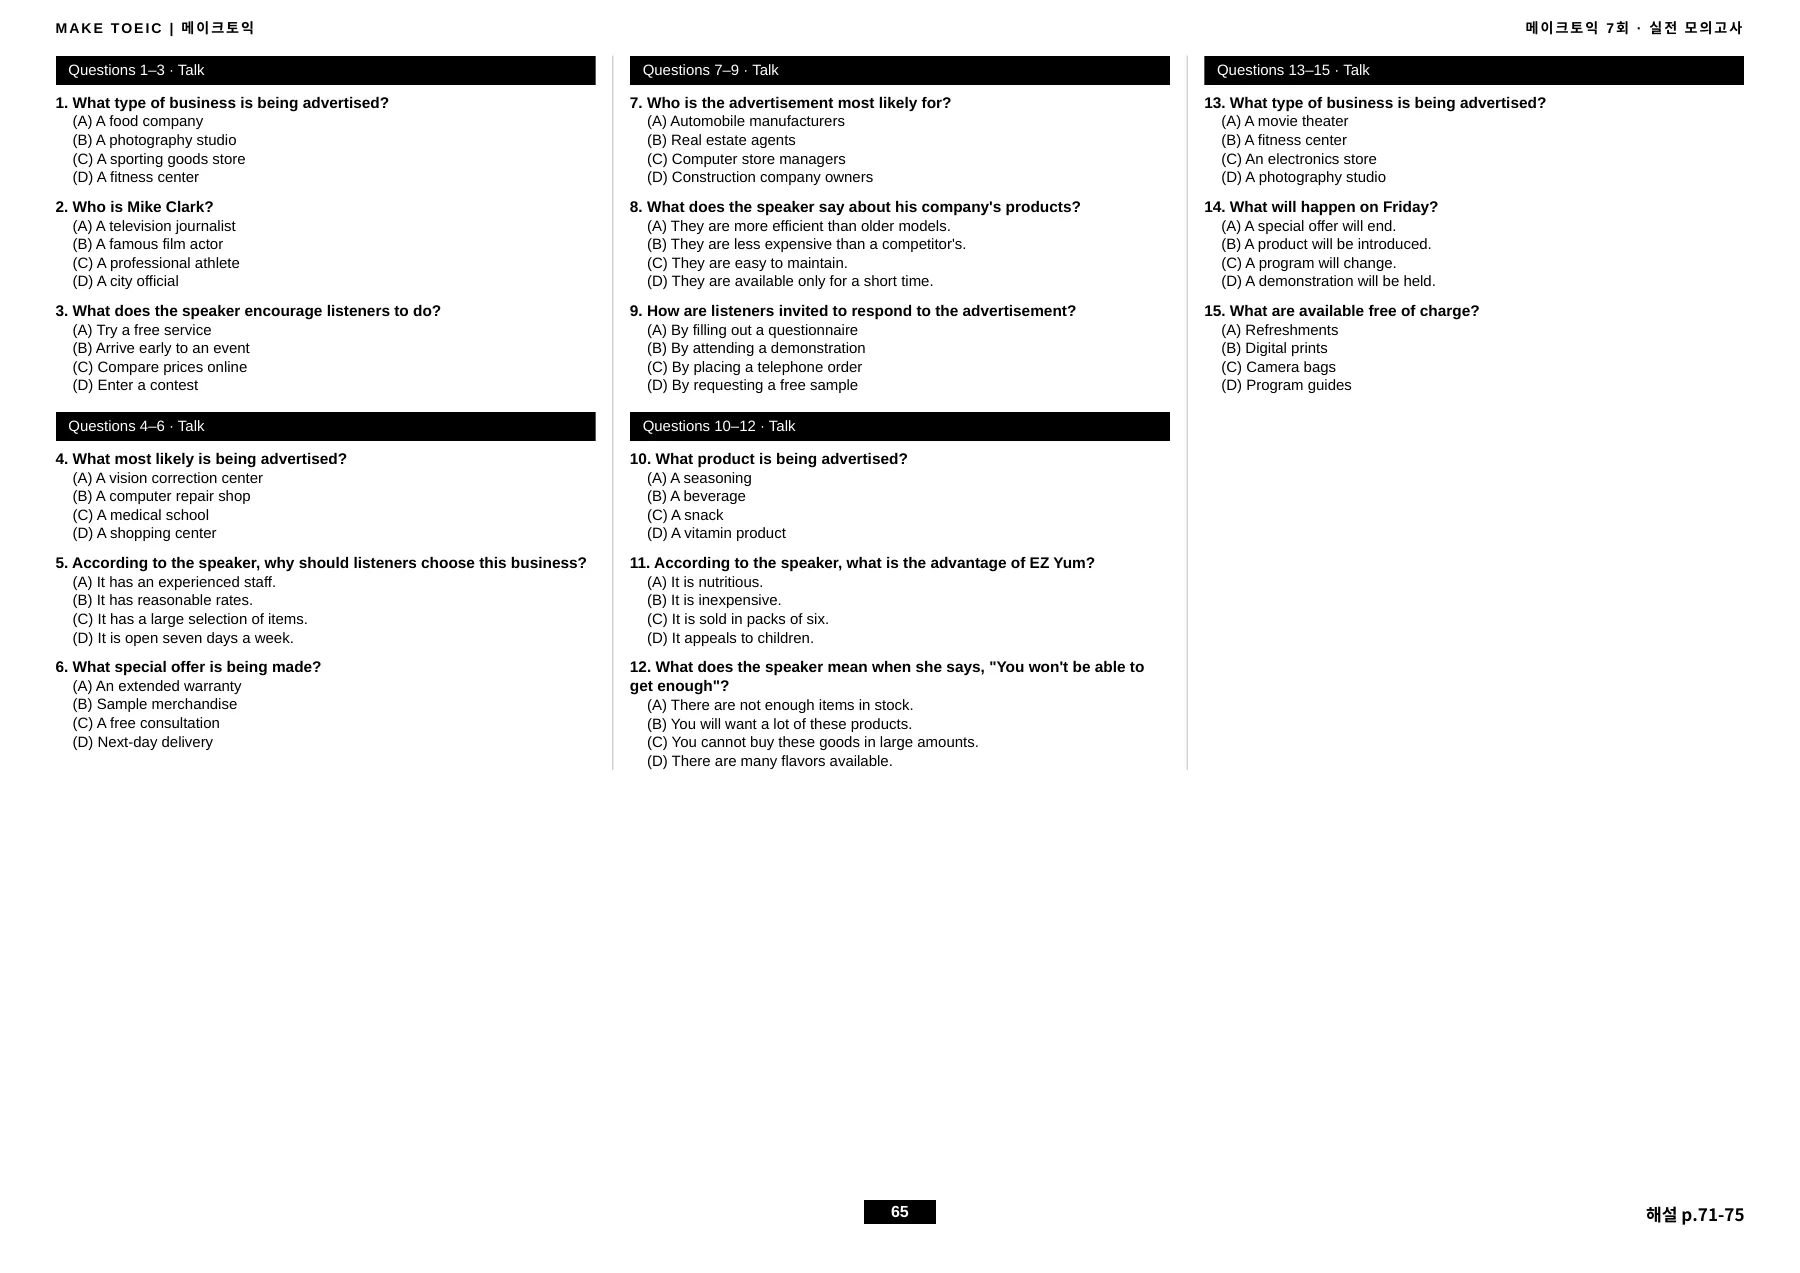 MAKE TOEIC | 메이크토익
메이크토익 7회 · 실전 모의고사
Questions 1–3 · Talk
1. What type of business is being advertised?
(A) A food company
(B) A photography studio
(C) A sporting goods store
(D) A fitness center
2. Who is Mike Clark?
(A) A television journalist
(B) A famous film actor
(C) A professional athlete
(D) A city official
3. What does the speaker encourage listeners to do?
(A) Try a free service
(B) Arrive early to an event
(C) Compare prices online
(D) Enter a contest
Questions 4–6 · Talk
4. What most likely is being advertised?
(A) A vision correction center
(B) A computer repair shop
(C) A medical school
(D) A shopping center
5. According to the speaker, why should listeners choose this business?
(A) It has an experienced staff.
(B) It has reasonable rates.
(C) It has a large selection of items.
(D) It is open seven days a week.
6. What special offer is being made?
(A) An extended warranty
(B) Sample merchandise
(C) A free consultation
(D) Next-day delivery
Questions 7–9 · Talk
7. Who is the advertisement most likely for?
(A) Automobile manufacturers
(B) Real estate agents
(C) Computer store managers
(D) Construction company owners
8. What does the speaker say about his company's products?
(A) They are more efficient than older models.
(B) They are less expensive than a competitor's.
(C) They are easy to maintain.
(D) They are available only for a short time.
9. How are listeners invited to respond to the advertisement?
(A) By filling out a questionnaire
(B) By attending a demonstration
(C) By placing a telephone order
(D) By requesting a free sample
Questions 10–12 · Talk
10. What product is being advertised?
(A) A seasoning
(B) A beverage
(C) A snack
(D) A vitamin product
11. According to the speaker, what is the advantage of EZ Yum?
(A) It is nutritious.
(B) It is inexpensive.
(C) It is sold in packs of six.
(D) It appeals to children.
12. What does the speaker mean when she says, "You won't be able to
get enough"?
(A) There are not enough items in stock.
(B) You will want a lot of these products.
(C) You cannot buy these goods in large amounts.
(D) There are many flavors available.
Questions 13–15 · Talk
13. What type of business is being advertised?
(A) A movie theater
(B) A fitness center
(C) An electronics store
(D) A photography studio
14. What will happen on Friday?
(A) A special offer will end.
(B) A product will be introduced.
(C) A program will change.
(D) A demonstration will be held.
15. What are available free of charge?
(A) Refreshments
(B) Digital prints
(C) Camera bags
(D) Program guides
65
해설 p.71-75